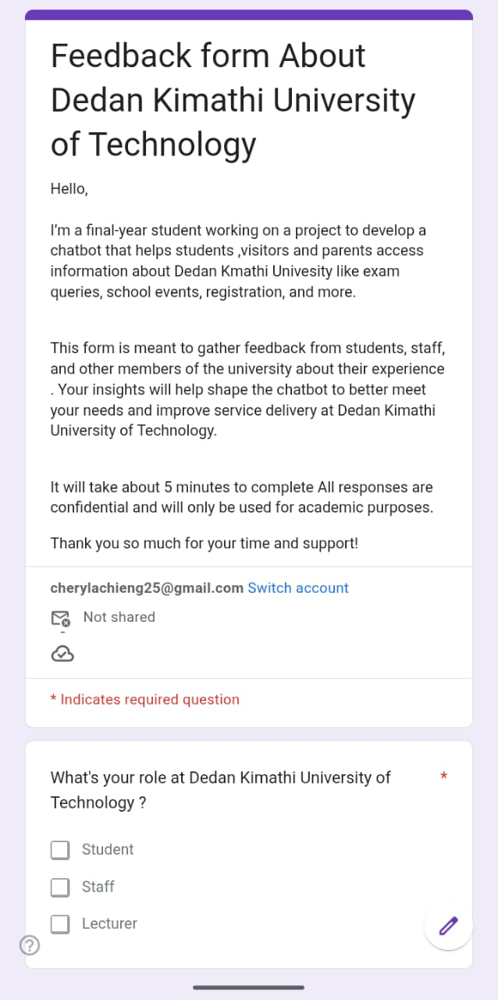 Feedback form About
Dedan Kimathi University
of Technology
Hello,
I'm a final-year student working on a project to develop a
chatbot that helps students ,visitors and parents access
information about Dedan Kmathi Univesity like exam
queries, school events, registration, and more.
This form is meant to gather feedback from students, staff,
and other members of the university about their experience
. Your insights will help shape the chatbot to better meet
your needs and improve service delivery at Dedan Kimathi
University of Technology.
It will take about 5 minutes to complete All responses are
confidential and will only be used for academic purposes.
Thank you so much for your time and support!
cherylachieng25@gmail.com Switch account
Not shared
* Indicates required question
What's your role at Dedan Kimathi University of *
Technology ?
Student
Staff
Lecturer